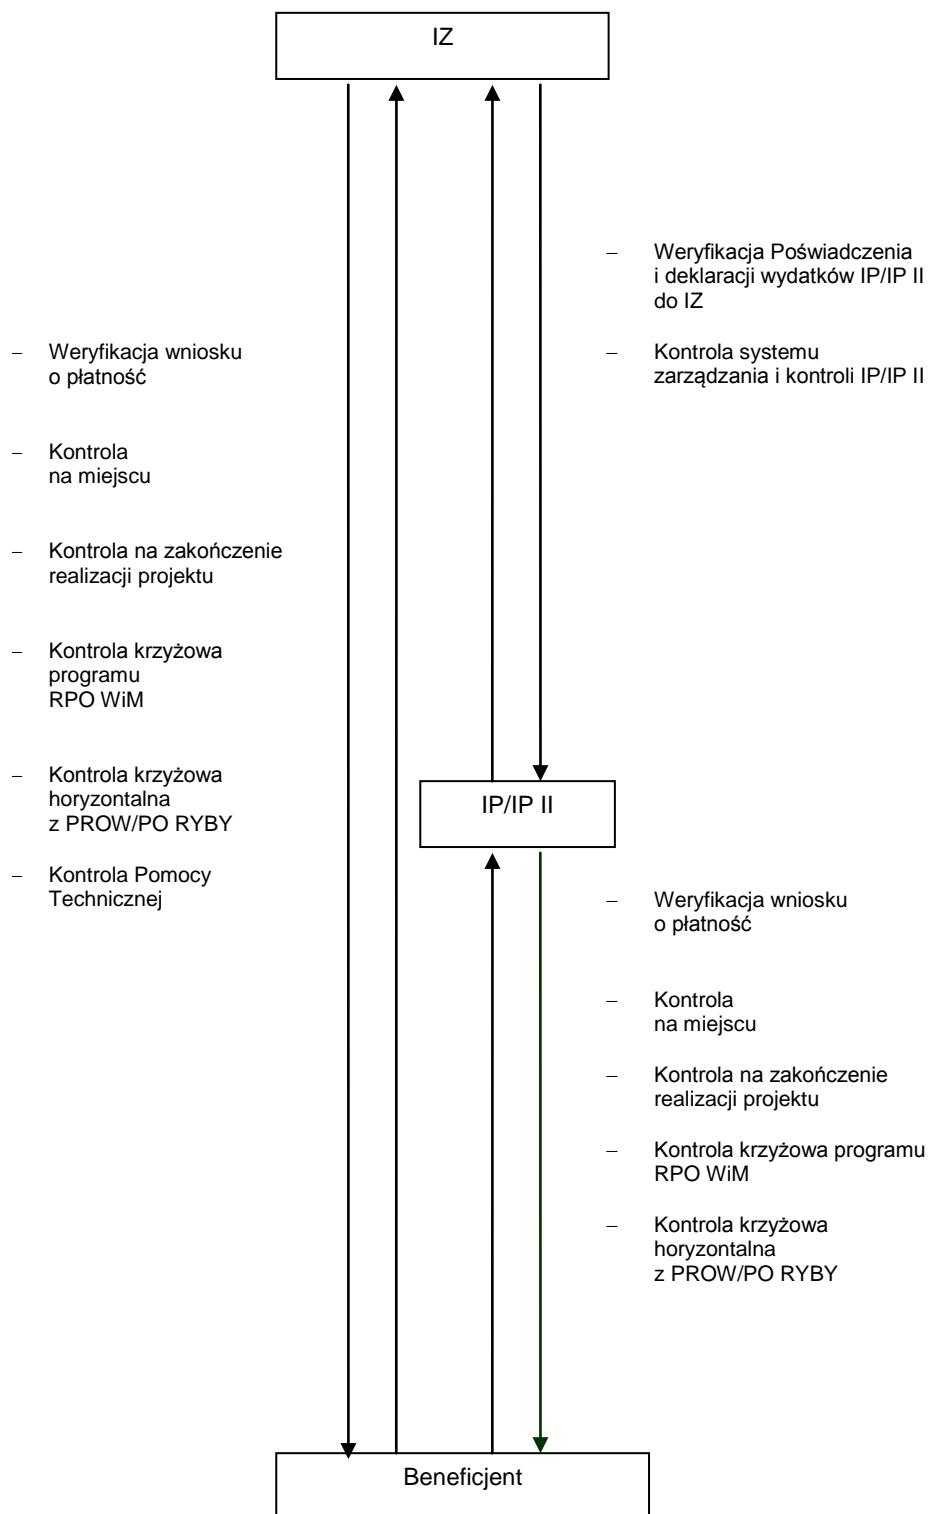 IZ
– Weryfikacja Poświadczenia
i deklaracji wydatków IP/IP II
do IZ
– Kontrola systemu
zarządzania i kontroli IP/IP II
– Weryfikacja wniosku
o płatność
– Kontrola
na miejscu
– Kontrola na zakończenie
realizacji projektu
– Kontrola krzyżowa
programu
RPO WiM
– Kontrola krzyżowa
horyzontalna
z PROW/PO RYBY
– Kontrola Pomocy
Technicznej
IP/IP II
– Weryfikacja wniosku
o płatność
– Kontrola
na miejscu
– Kontrola na zakończenie
realizacji projektu
– Kontrola krzyżowa programu
RPO WiM
– Kontrola krzyżowa
horyzontalna
z PROW/PO RYBY
Beneficjent